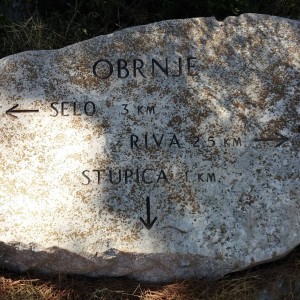 OBRNJE
← SELO 3 KM
RIVA 2,5 KM →
STUPICA 1 KM
↓